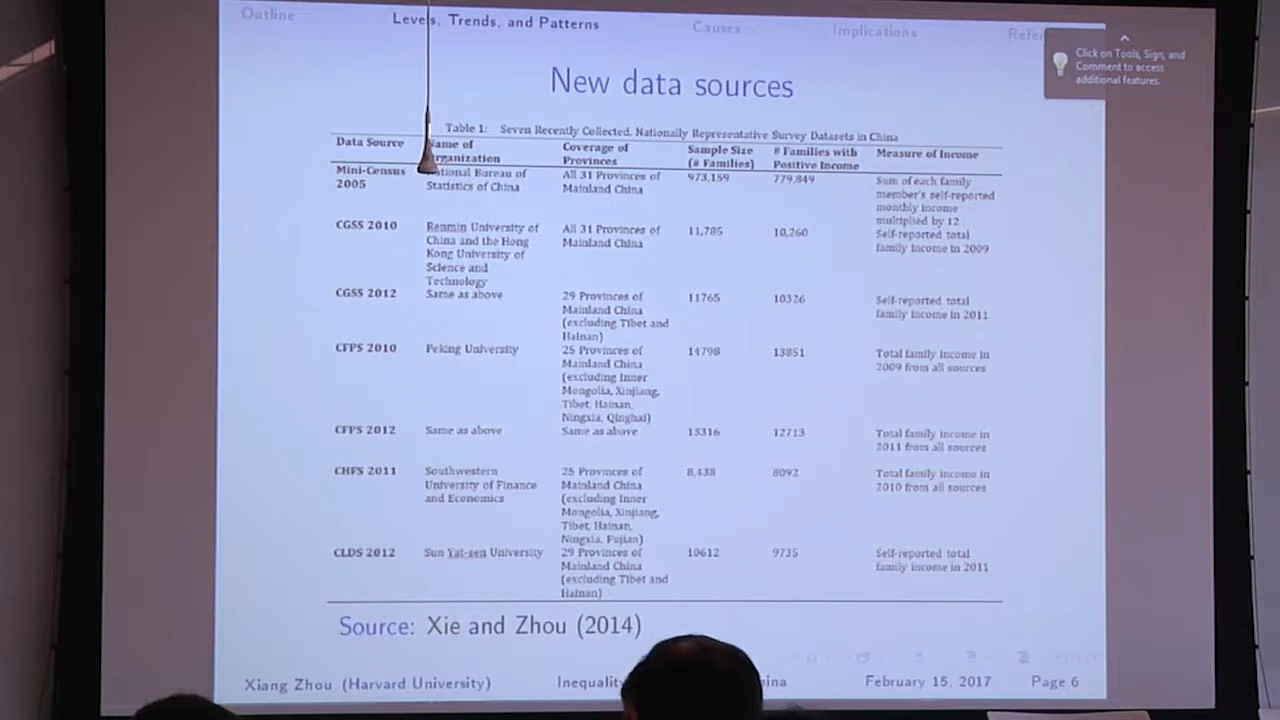 Outline Levels, Trends, and Patterns Causes Implications Refer
Click on Tools, Sign, and
Comment to access
additional features.
New data sources
Table 1: Seven Recently Collected, Nationally Representative Survey Datasets in China
Data Source
Name of
Organization
Coverage of
Provinces
Sample Size
(# Families)
# Families with
Positive Income
Measure of Income
Mini-Census
2005
National Bureau of
Statistics of China
All 31 Provinces of
Mainland China
973,159
779,849
Sum of each family
member's self-reported
monthly income
multiplied by 12
CGSS 2010
Renmin University of
China and the Hong
Kong University of
Science and
Technology
All 31 Provinces of
Mainland China
11,785
10,260
Self-reported total
family income in 2009
CGSS 2012
Same as above
29 Provinces of
Mainland China
(excluding Tibet and
Hainan)
11765
10326
Self-reported total
family income in 2011
CFPS 2010
Peking University
25 Provinces of
Mainland China
(excluding Inner
Mongolia, Xinjiang,
Tibet, Hainan,
Ningxia, Qinghai)
14798
13851
Total family income in
2009 from all sources
CFPS 2012
Same as above
Same as above
13316
12713
Total family income in
2011 from all sources
CHFS 2011
Southwestern
University of Finance
and Economics
25 Provinces of
Mainland China
(excluding Inner
Mongolia, Xinjiang,
Tibet, Hainan,
Ningxia, Fujian)
8,438
8092
Total family income in
2010 from all sources
CLDS 2012
Sun Yat-sen University
29 Provinces of
Mainland China
(excluding Tibet and
Hainan)
10612
9735
Self-reported total
family income in 2011
Source: Xie and Zhou (2014)
Xiang Zhou (Harvard University) Inequality ina February 15, 2017 Page 6